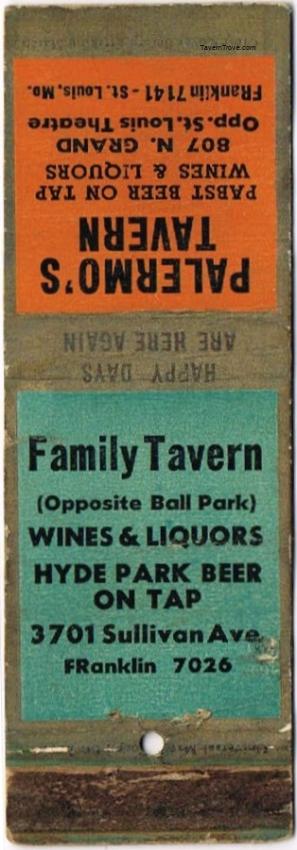 TavernTrove.com
PALERMO'S
TAVERN
PABST BEER ON TAP
WINES & LIQUORS
807 N. GRAND
Opp. St. Louis Theatre
FRanklin 7141 - St. Louis, Mo.
HAPPY DAYS
ARE HERE AGAIN
Family Tavern
(Opposite Ball Park)
WINES & LIQUORS
HYDE PARK BEER
ON TAP
3701 Sullivan Ave.
FRanklin 7026